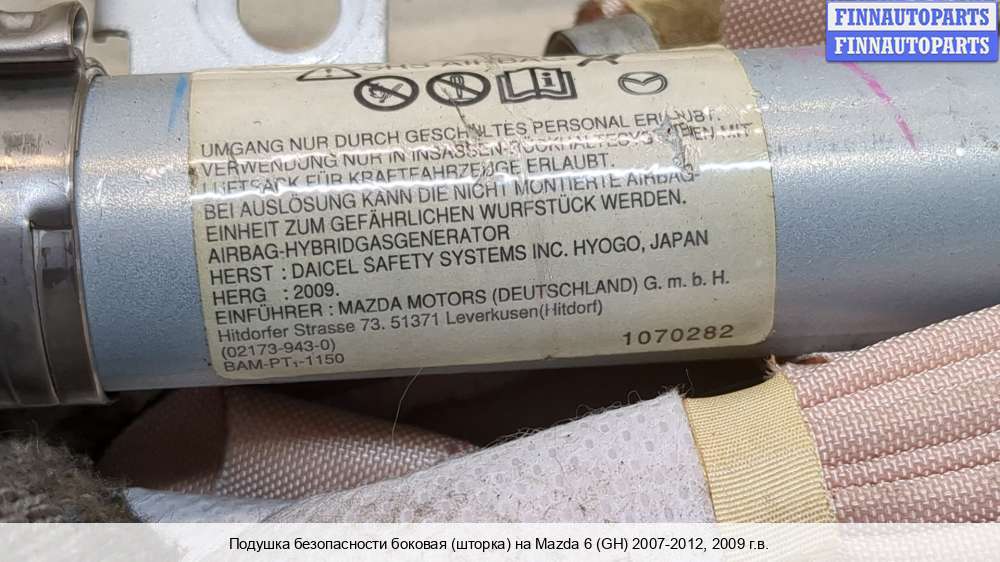 FINNAUTOPARTS
FINNAUTOPARTS
UMGANG NUR DURCH GESCHULTES PERSONAL ERLAUBT.
VERWENDUNG NUR IN INSASSEN-RÜCKHALTESYSTEMEN MIT
LUFTSACK FÜR KRAFTFAHRZEUGE ERLAUBT.
BEI AUSLÖSUNG KANN DIE NICHT MONTIERTE AIRBAG-
EINHEIT ZUM GEFÄHRLICHEN WURFSTÜCK WERDEN.
AIRBAG-HYBRIDGASGENERATOR
HERST : DAICEL SAFETY SYSTEMS INC. HYOGO, JAPAN
HERG : 2009.
EINFÜHRER : MAZDA MOTORS (DEUTSCHLAND) G. m. b. H.
Hitdorfer Strasse 73. 51371 Leverkusen(Hitdorf)
(02173-943-0)
BAM-PT₁-1150
1070282
Подушка безопасности боковая (шторка) на Mazda 6 (GH) 2007-2012, 2009 г.в.